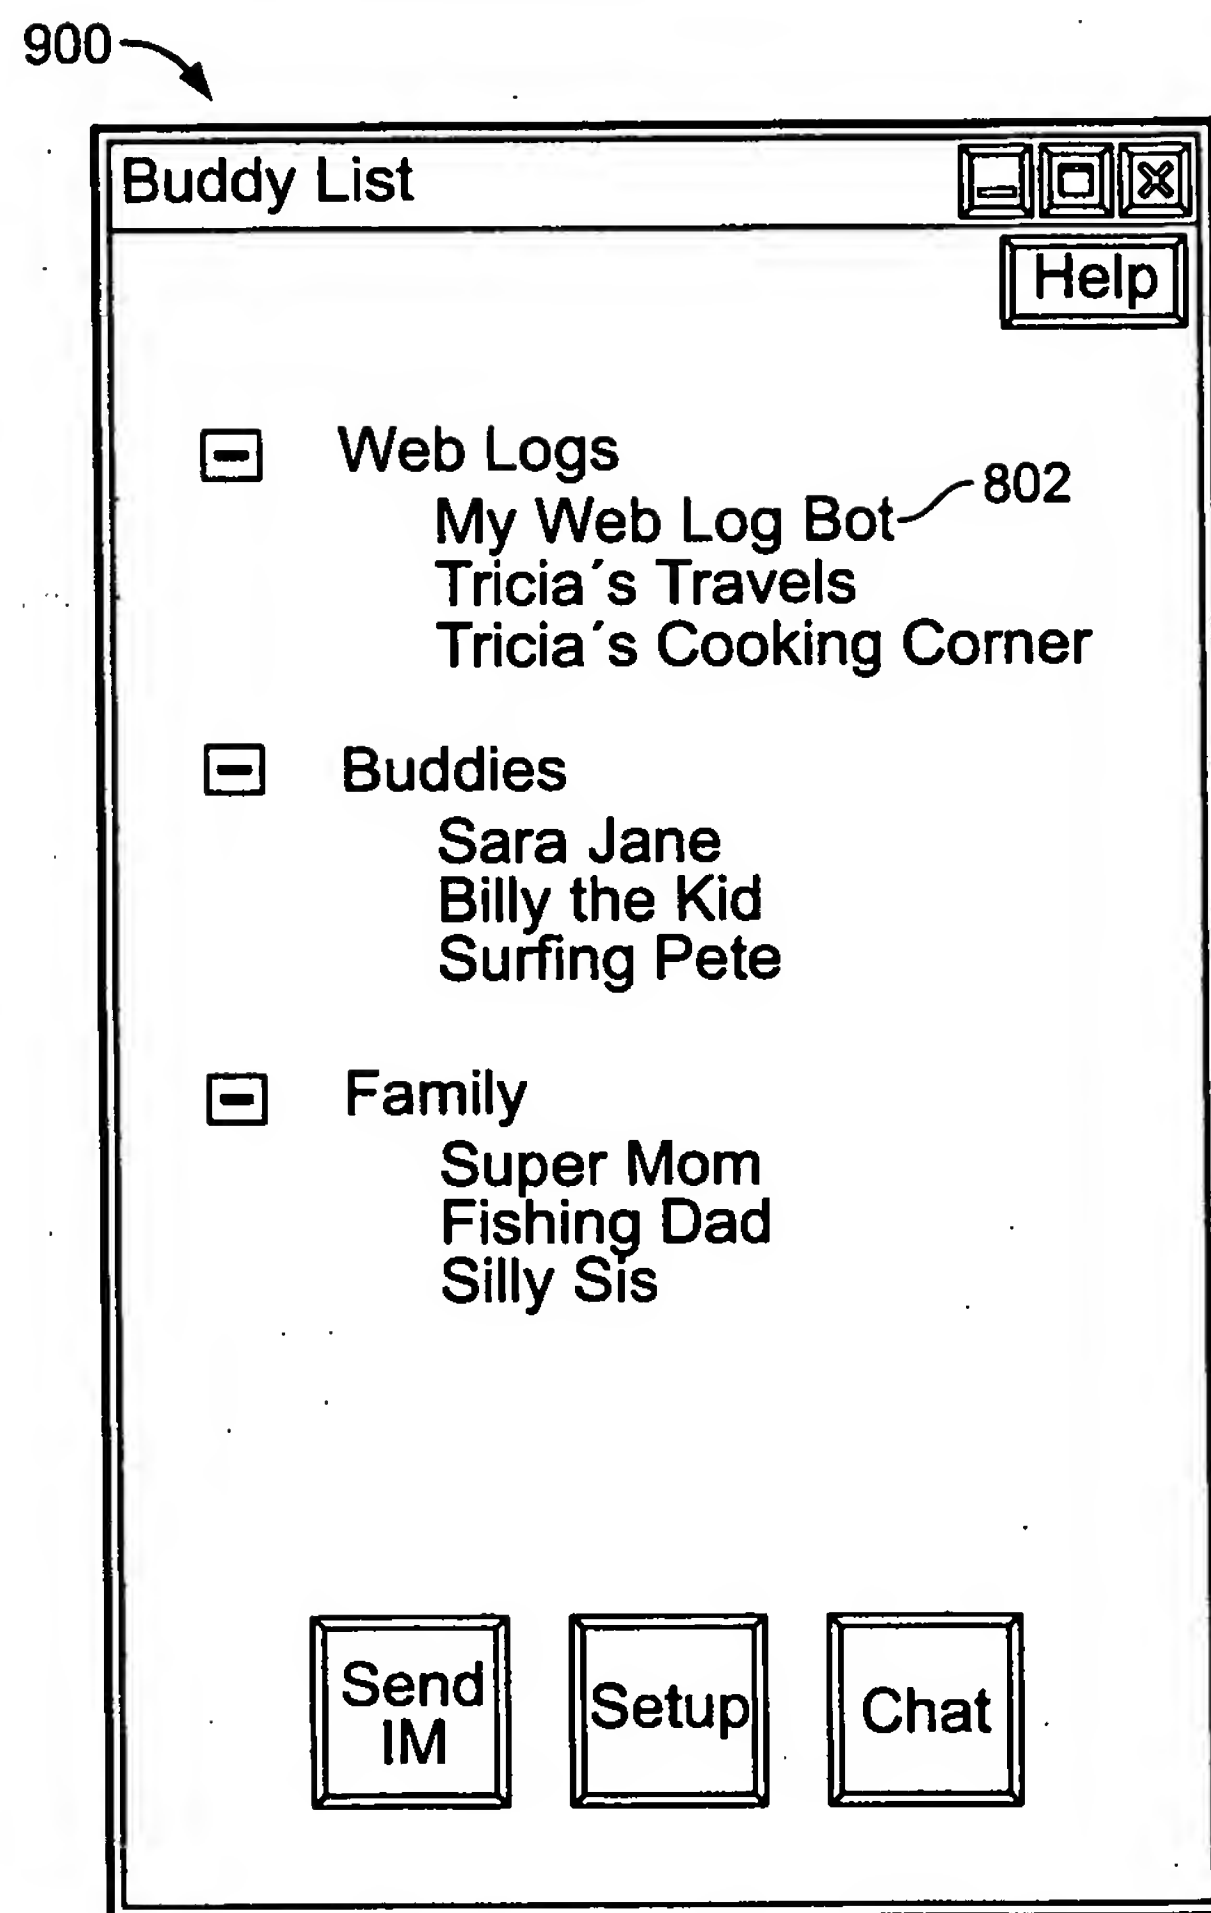 900
Buddy List
Help
Web Logs
My Web Log Bot
802
Tricia´s Travels
Tricia´s Cooking Corner
Buddies
Sara Jane
Billy the Kid
Surfing Pete
Family
Super Mom
Fishing Dad
Silly Sis
Send
IM
Setup
Chat